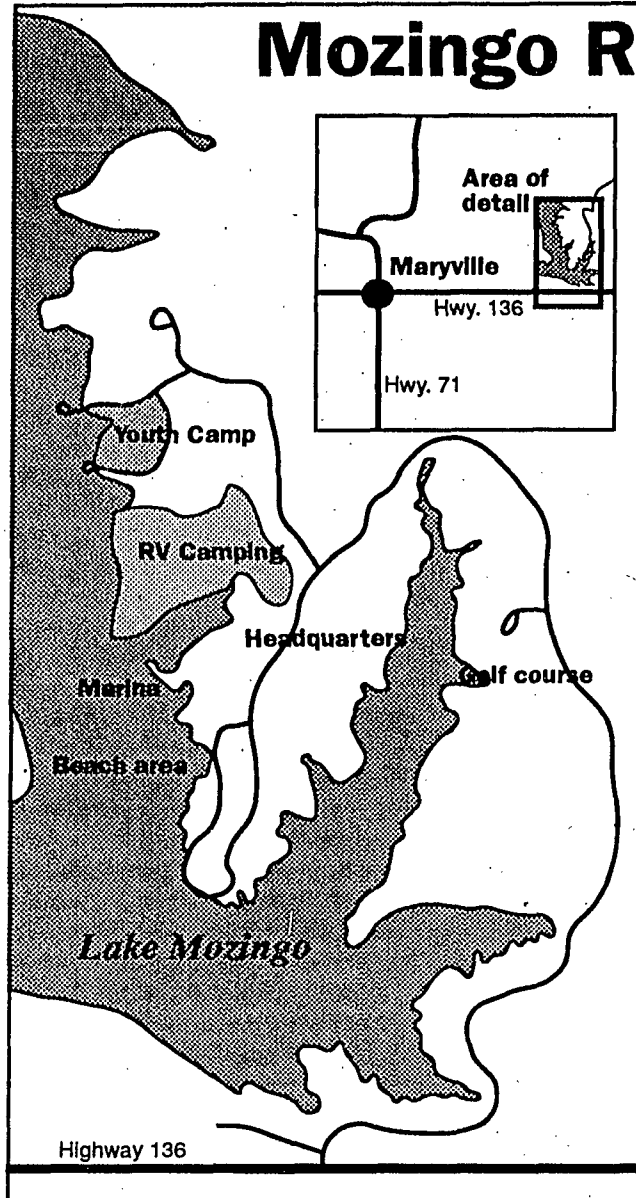 Mozingo R
Area of
detail
Maryville
Hwy. 136
Hwy. 71
Youth Camp
RV Camping
Headquarters
Marina
Golf course
Beach area
Lake Mozingo
Highway 136